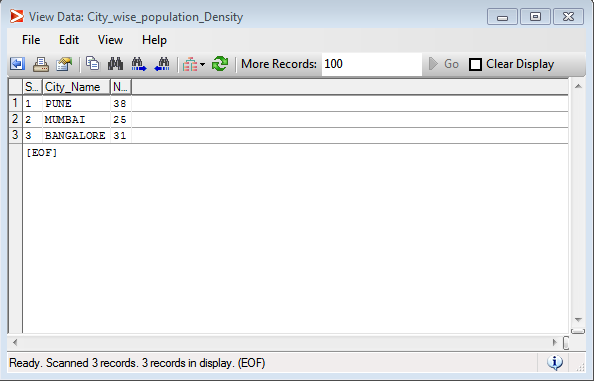 View Data: City_wise_population_Density
File Edit View Help
More Records: 100 Go Clear Display
S... City_Name N...
1 1 PUNE 38
2 2 MUMBAI 25
3 3 BANGALORE 31
[EOF]
Ready. Scanned 3 records. 3 records in display. (EOF)